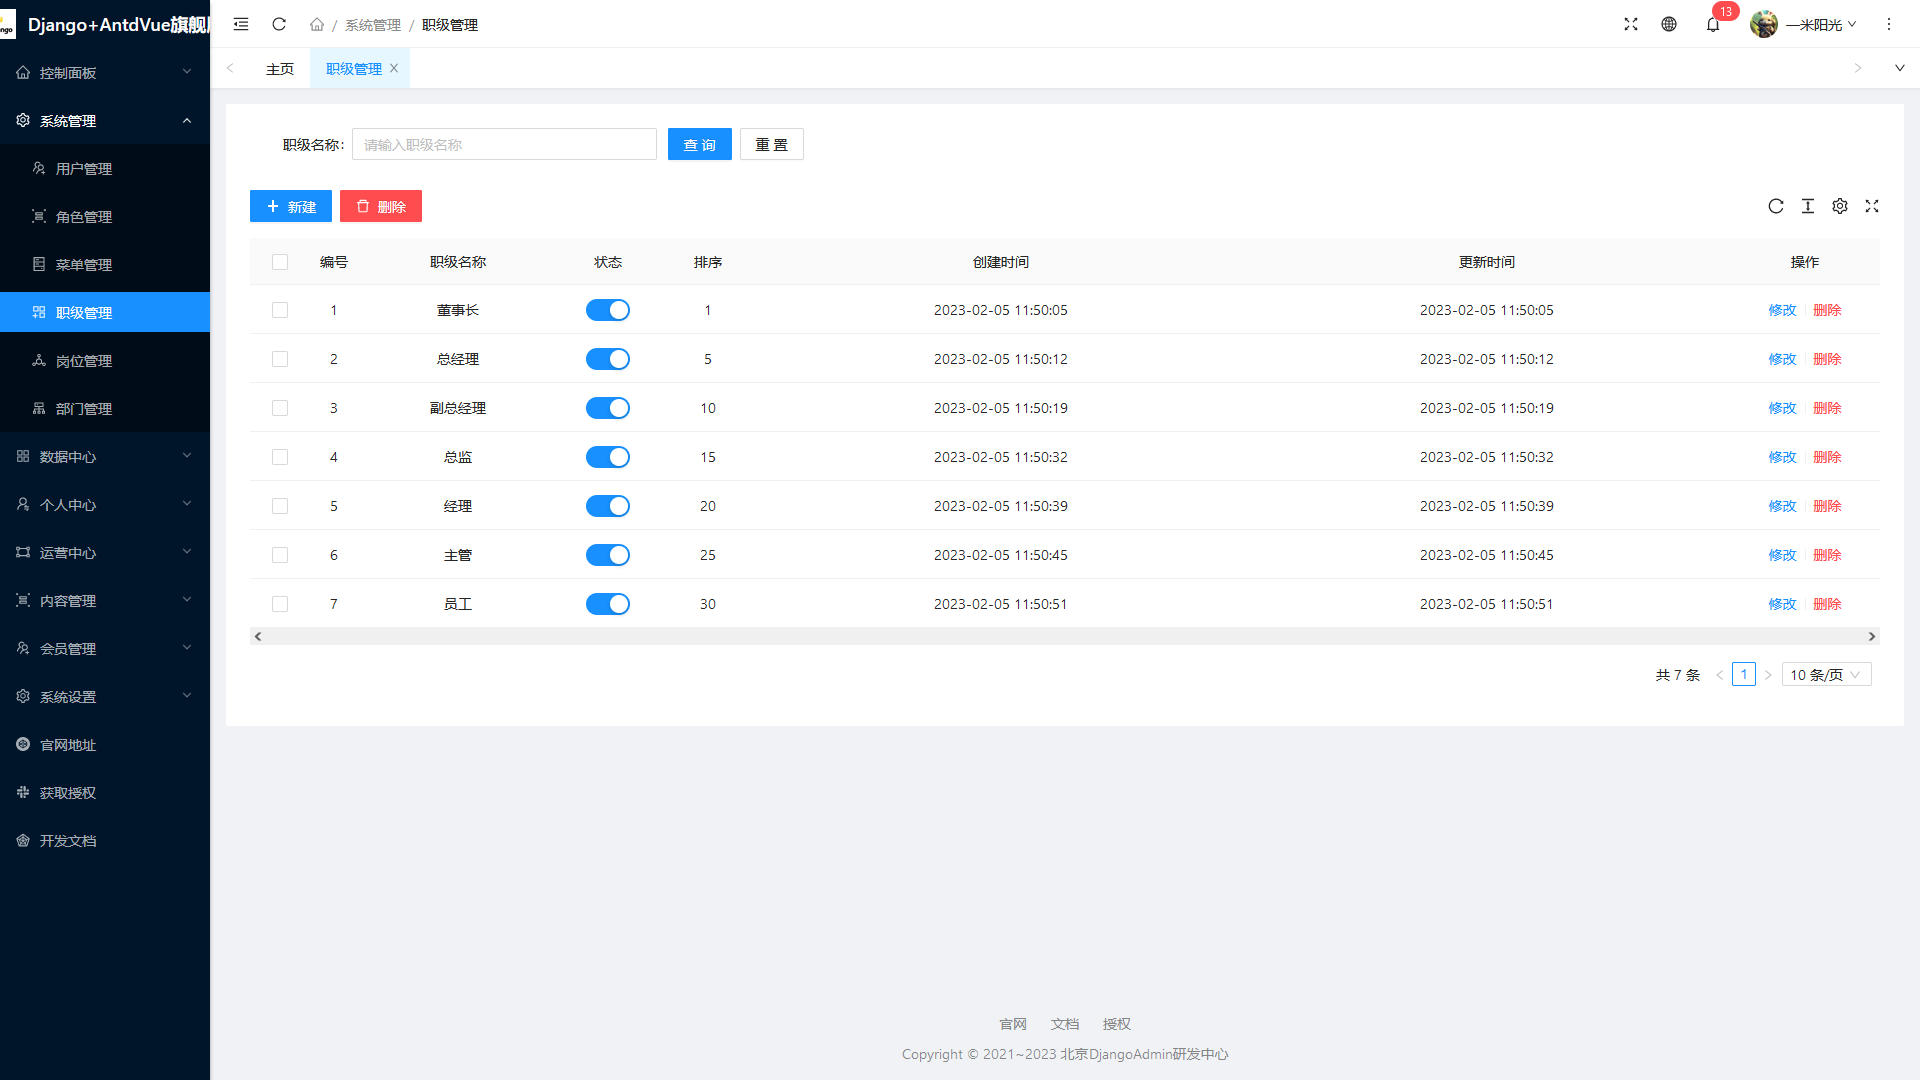 Django+AntdVue旗舰
控制面板
系统管理
用户管理
角色管理
菜单管理
职级管理
岗位管理
部门管理
数据中心
个人中心
运营中心
内容管理
会员管理
系统设置
官网地址
获取授权
开发文档
/ 系统管理 / 职级管理
13
一米阳光
主页
职级管理
职级名称: 请输入职级名称 查 询 重 置
新建 删除
编号 职级名称 状态 排序 创建时间 更新时间 操作
1 董事长 1 2023-02-05 11:50:05 2023-02-05 11:50:05 修改 删除
2 总经理 5 2023-02-05 11:50:12 2023-02-05 11:50:12 修改 删除
3 副总经理 10 2023-02-05 11:50:19 2023-02-05 11:50:19 修改 删除
4 总监 15 2023-02-05 11:50:32 2023-02-05 11:50:32 修改 删除
5 经理 20 2023-02-05 11:50:39 2023-02-05 11:50:39 修改 删除
6 主管 25 2023-02-05 11:50:45 2023-02-05 11:50:45 修改 删除
7 员工 30 2023-02-05 11:50:51 2023-02-05 11:50:51 修改 删除
共 7 条 1 10 条/页
官网 文档 授权
Copyright © 2021~2023 北京DjangoAdmin研发中心